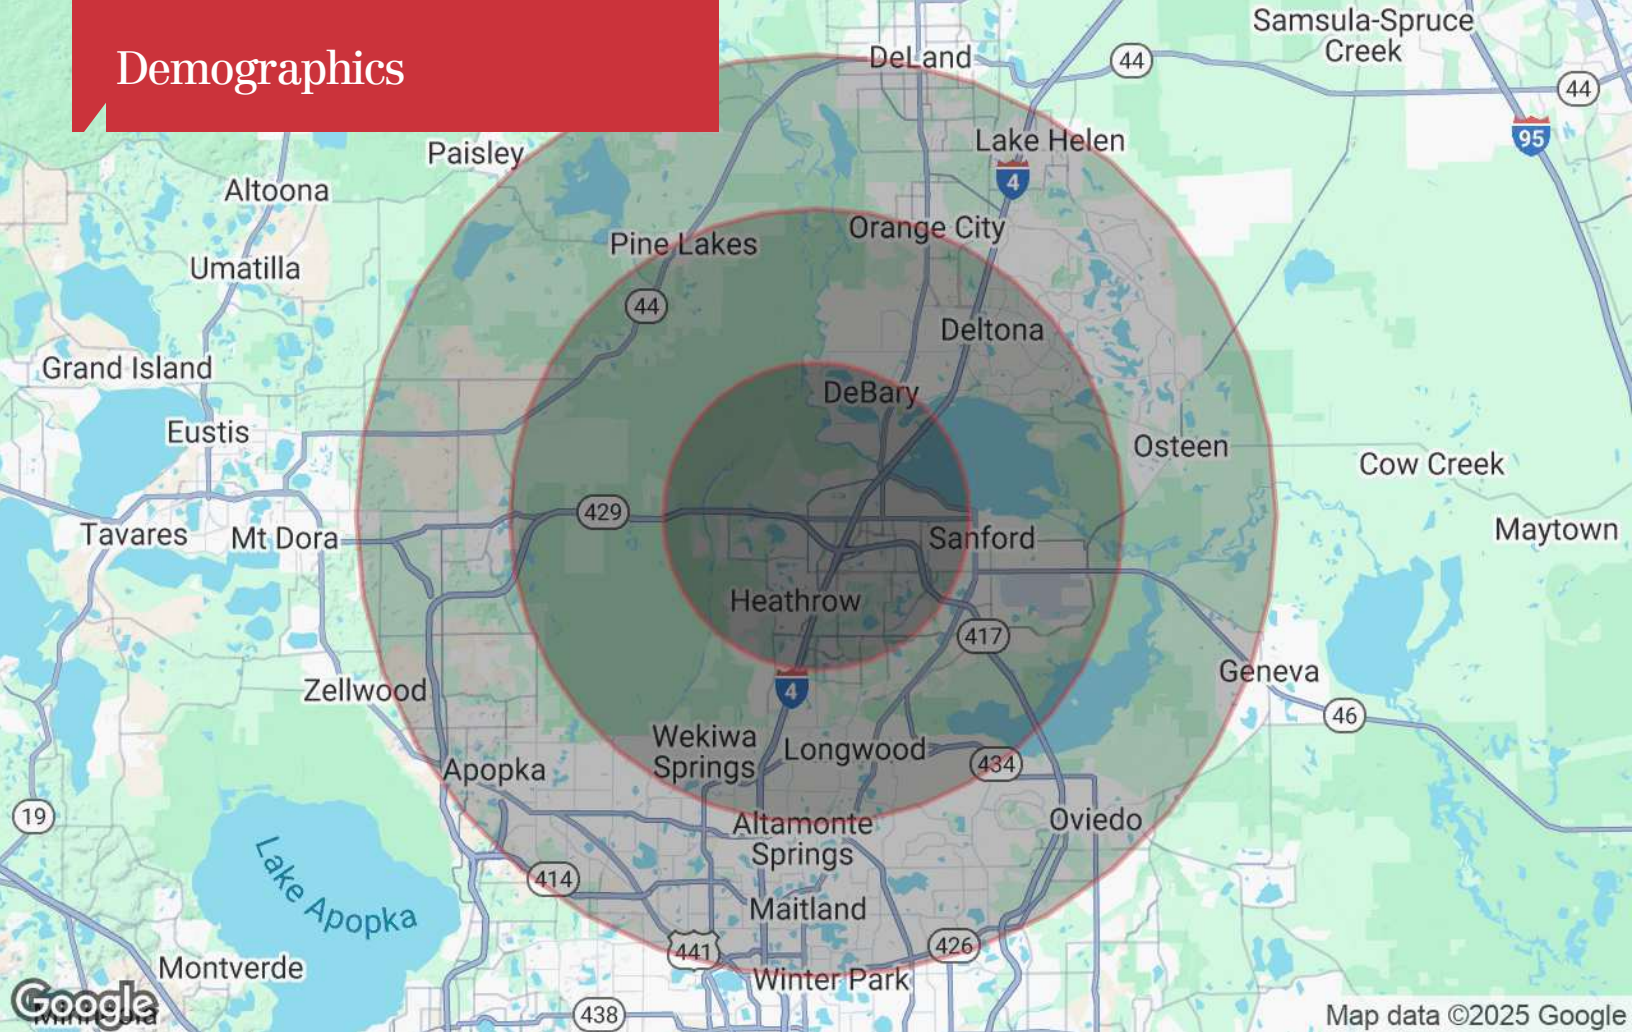 Demographics
Samsula-Spruce
Creek
DeLand
44
44
95
Lake Helen
4
Paisley
Altoona
Orange City
Pine Lakes
Umatilla
44
Deltona
Grand Island
DeBary
Eustis
Osteen
Cow Creek
429
Tavares
Mt Dora
Sanford
Maytown
Heathrow
417
Geneva
4
Zellwood
46
Wekiwa
Springs
Longwood
434
Apopka
19
Altamonte
Springs
Oviedo
Lake Apopka
414
Maitland
441
426
Montverde
Winter Park
Google
438
Map data ©2025 Google